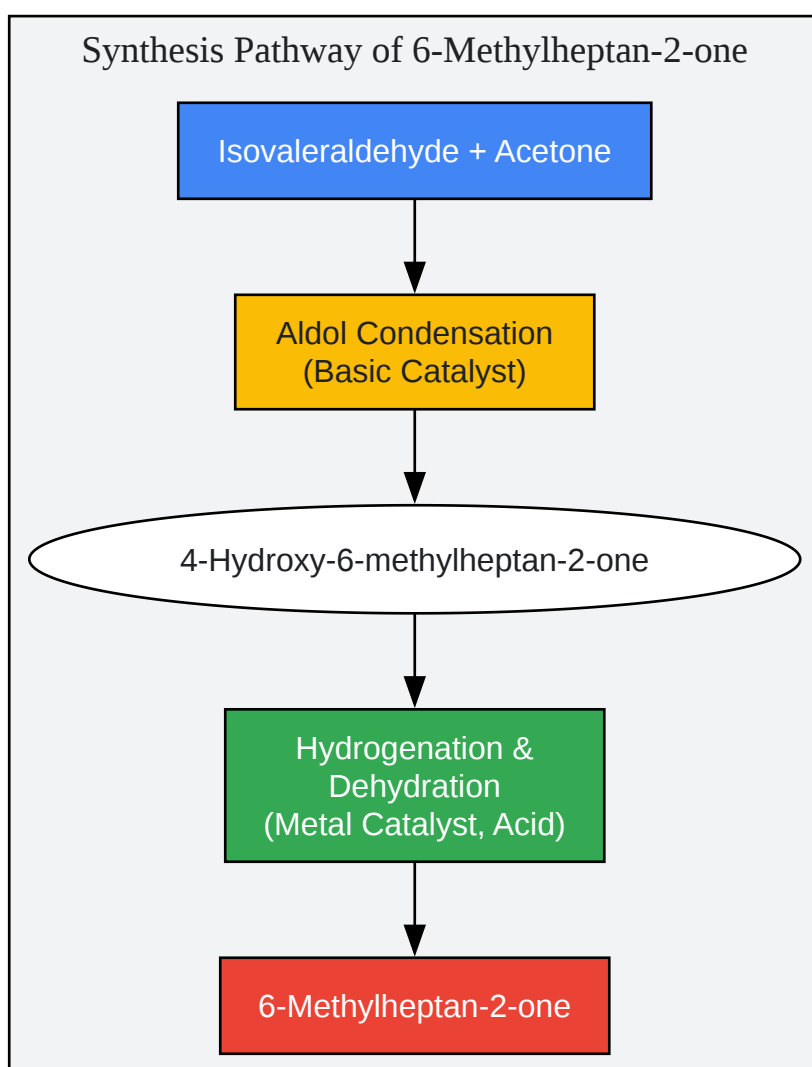 Synthesis Pathway of 6-Methylheptan-2-one
Isovaleraldehyde + Acetone
Aldol Condensation
(Basic Catalyst)
4-Hydroxy-6-methylheptan-2-one
Hydrogenation &
Dehydration
(Metal Catalyst, Acid)
6-Methylheptan-2-one